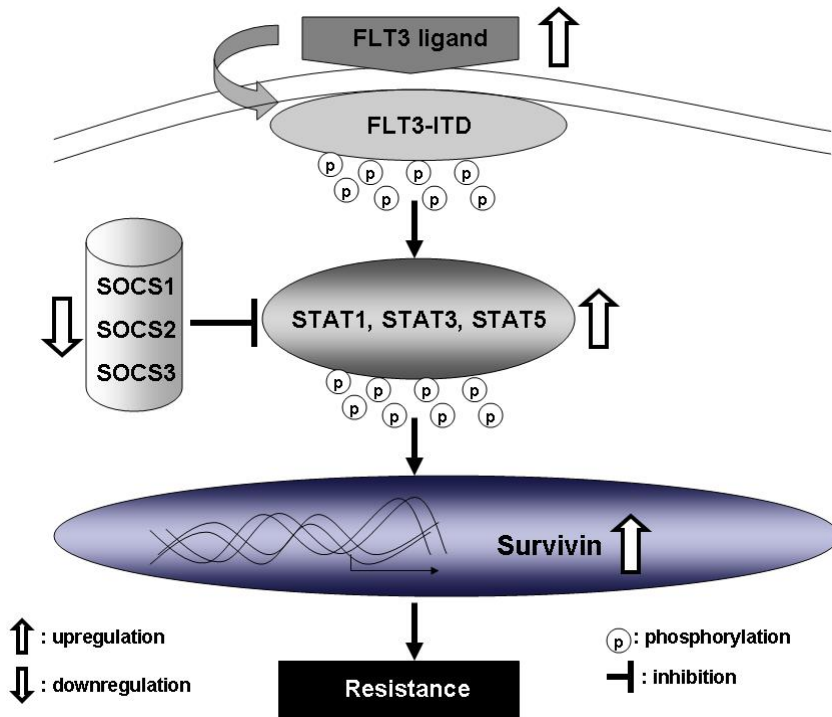 FLT3 ligand
FLT3-ITD
p p p p
p p p p
SOCS1
SOCS2
SOCS3
STAT1, STAT3, STAT5
p p p p
p p p p
Survivin
: upregulation
: downregulation
p : phosphorylation
: inhibition
Resistance